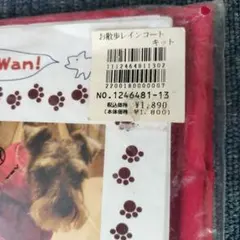 Wan!
お散歩レインコート
キット
1112464811302
2200180000007
NO.1246481-13
税込価格 ¥1,890
(本体価格 ¥1,800)